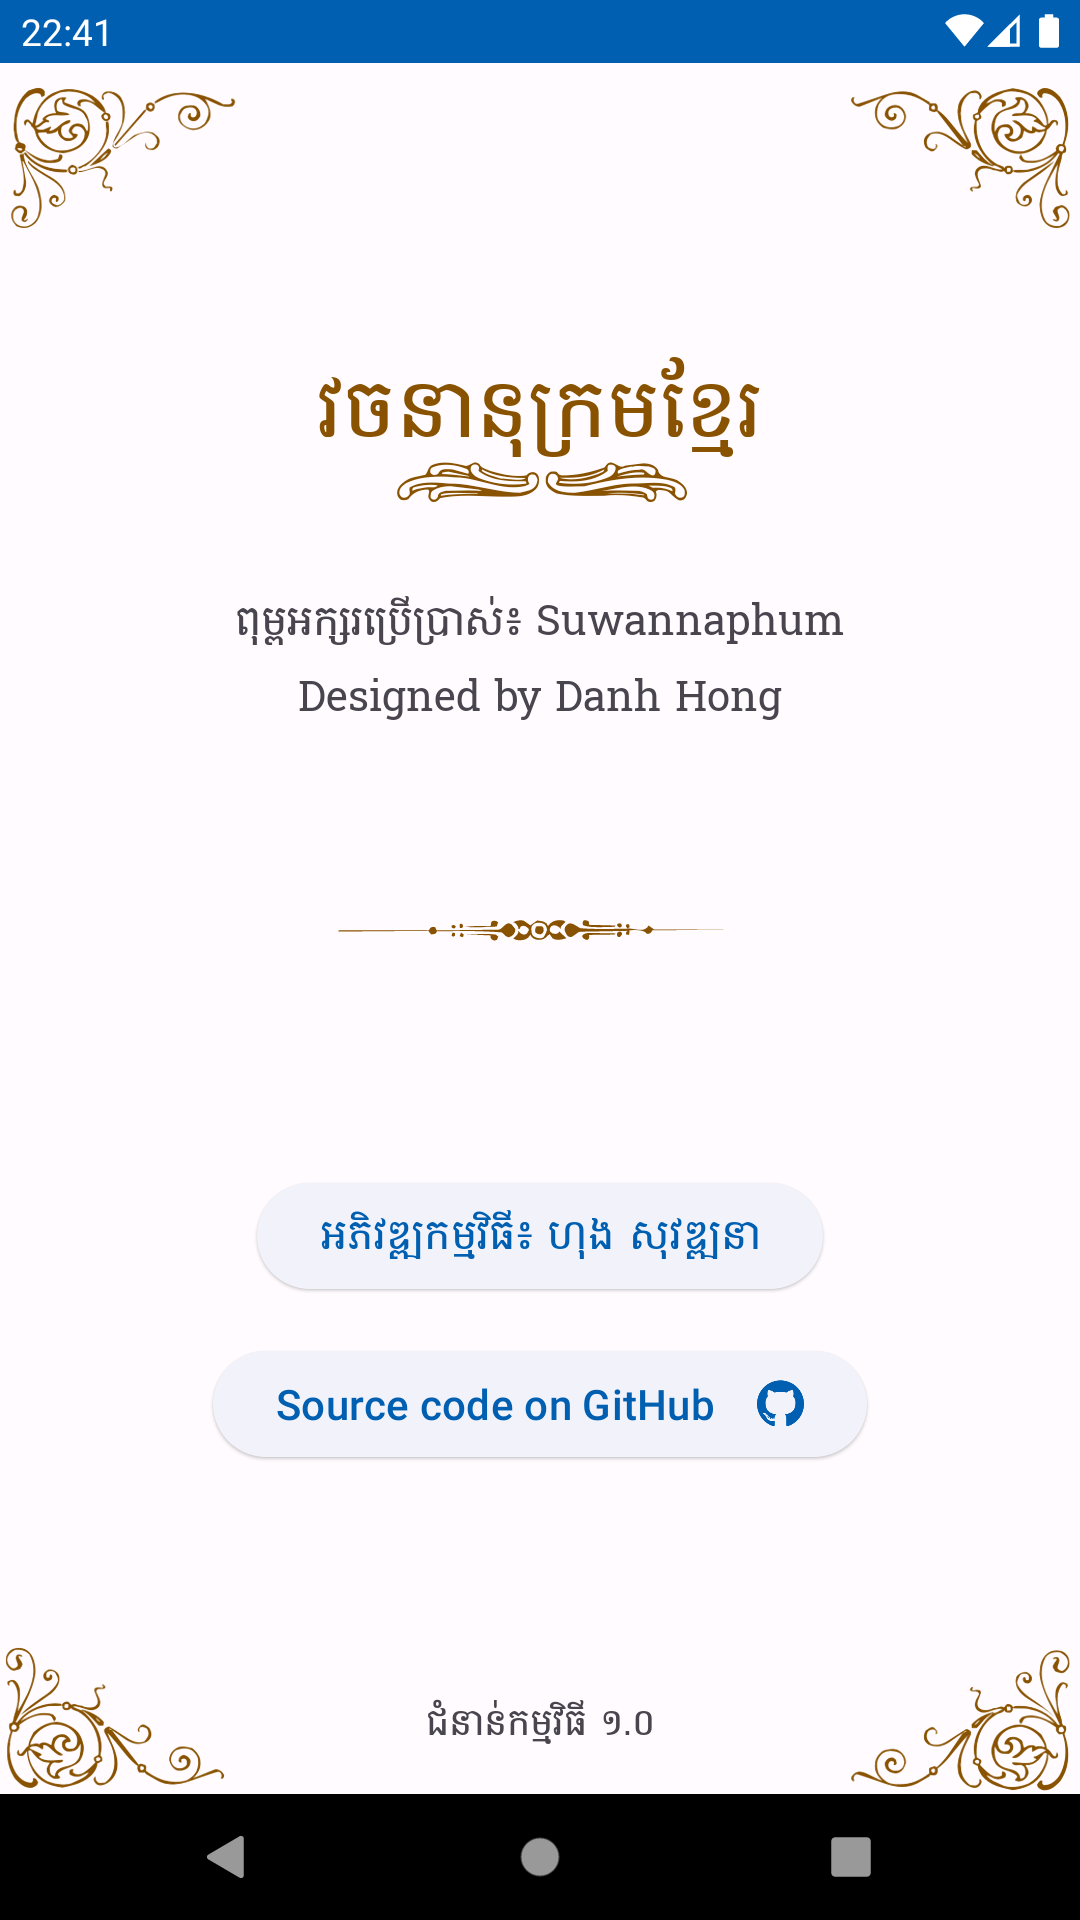 22:41
វចនានុក្រមខ្មែរ
ពុម្ពអក្សរប្រើប្រាស់៖ Suwannaphum
Designed by Danh Hong
អភិវឌ្ឍកម្មវិធី៖ ហុង សុវឌ្ឍនា
Source code on GitHub
ជំនាន់កម្មវិធី ១.០